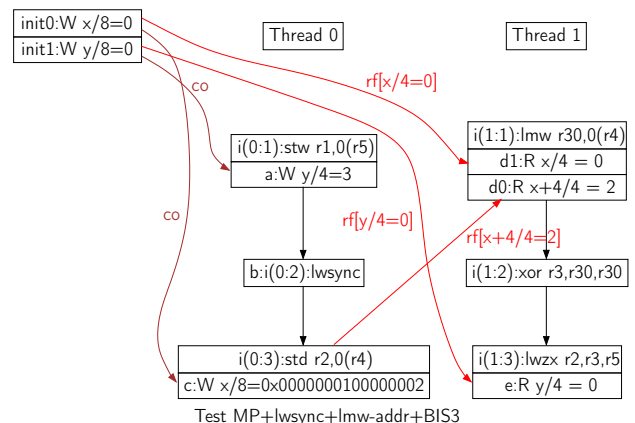 init0:W x/8=0
init1:W y/8=0
Thread 0
Thread 1
co
rf[x/4=0]
i(0:1):stw r1,0(r5)
a:W y/4=3
i(1:1):lmw r30,0(r4)
d1:R x/4 = 0
d0:R x+4/4 = 2
co
rf[y/4=0]
rf[x+4/4=2]
b:i(0:2):lwsync
i(1:2):xor r3,r30,r30
i(0:3):std r2,0(r4)
c:W x/8=0x0000000100000002
i(1:3):lwzx r2,r3,r5
e:R y/4 = 0
Test MP+lwsync+lmw-addr+BIS3